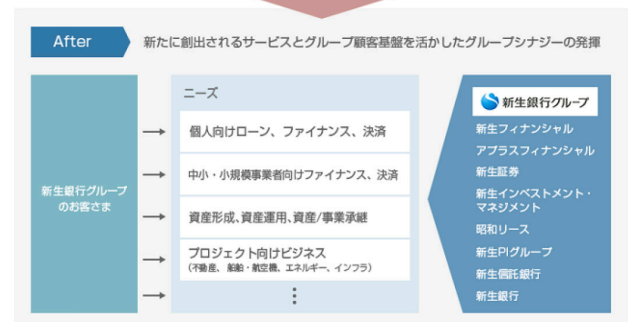 After
新たに創出されるサービスとグループ顧客基盤を活かしたグループシナジーの発揮
新生銀行グループ
のお客さま
ニーズ
個人向けローン、ファイナンス、決済
中小・小規模事業者向けファイナンス、決済
資産形成、資産運用、資産/事業承継
プロジェクト向けビジネス
(不動産、船舶・航空機、エネルギー、インフラ)
新生銀行グループ
新生フィナンシャル
アプラスフィナンシャル
新生証券
新生インベストメント・
マネジメント
昭和リース
新生PIグループ
新生信託銀行
新生銀行